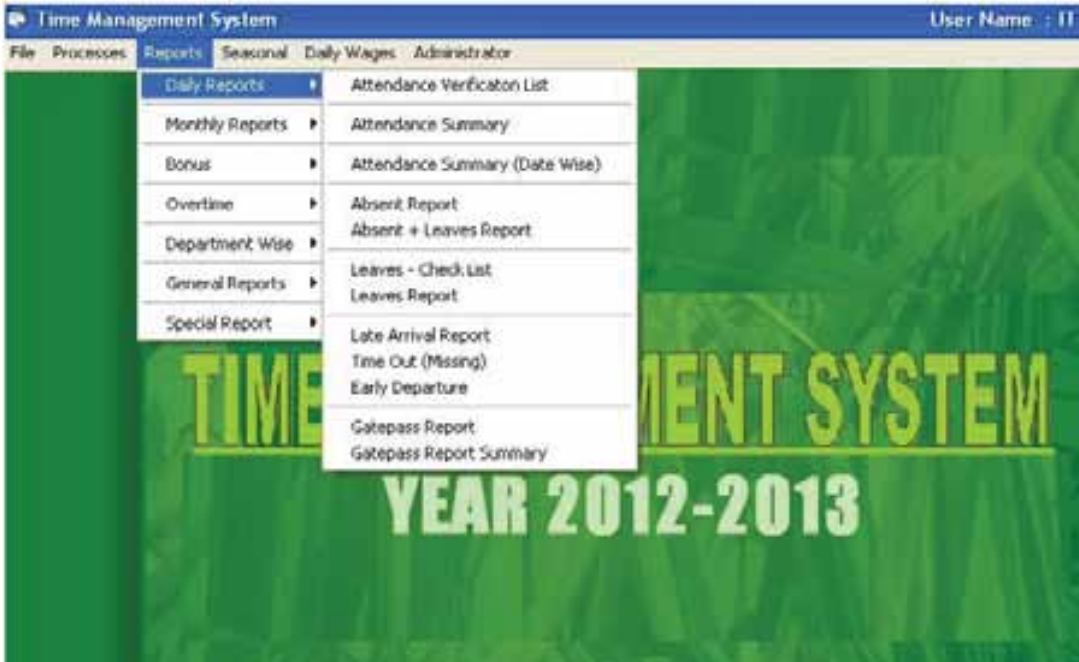 Time Management System
User Name : IT
File Processes Reports Seasonal Daily Wages Administrator
Daily Reports
Monthly Reports
Bonus
Overtime
Department Wise
General Reports
Special Report
Attendance Verificaton List
Attendance Summary
Attendance Summary (Date Wise)
Absent Report
Absent + Leaves Report
Leaves - Check List
Leaves Report
Late Arrival Report
Time Out (Missing)
Early Departure
Gatepass Report
Gatepass Report Summary
TIME MENT SYSTEM
YEAR 2012-2013